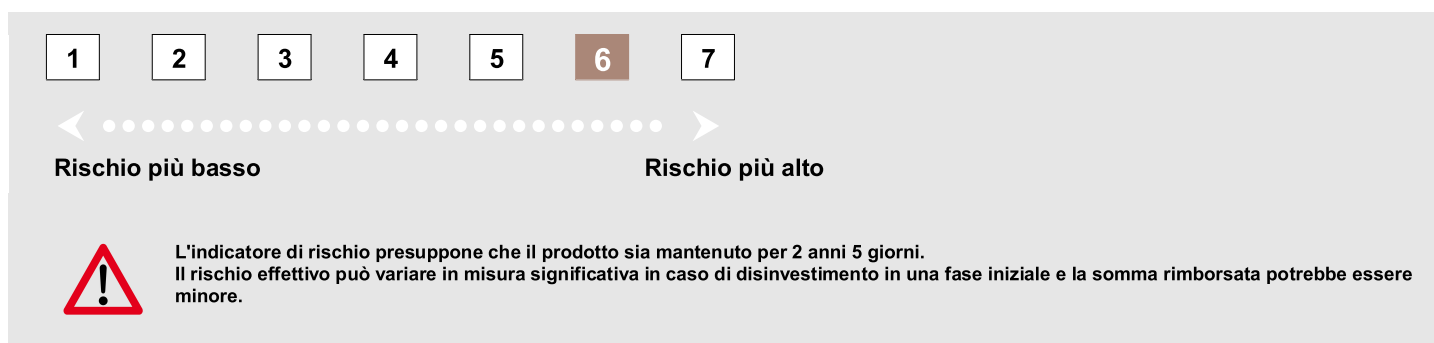 1 2 3 4 5 6 7
Rischio più basso Rischio più alto
L'indicatore di rischio presuppone che il prodotto sia mantenuto per 2 anni 5 giorni.
Il rischio effettivo può variare in misura significativa in caso di disinvestimento in una fase iniziale e la somma rimborsata potrebbe essere
minore.